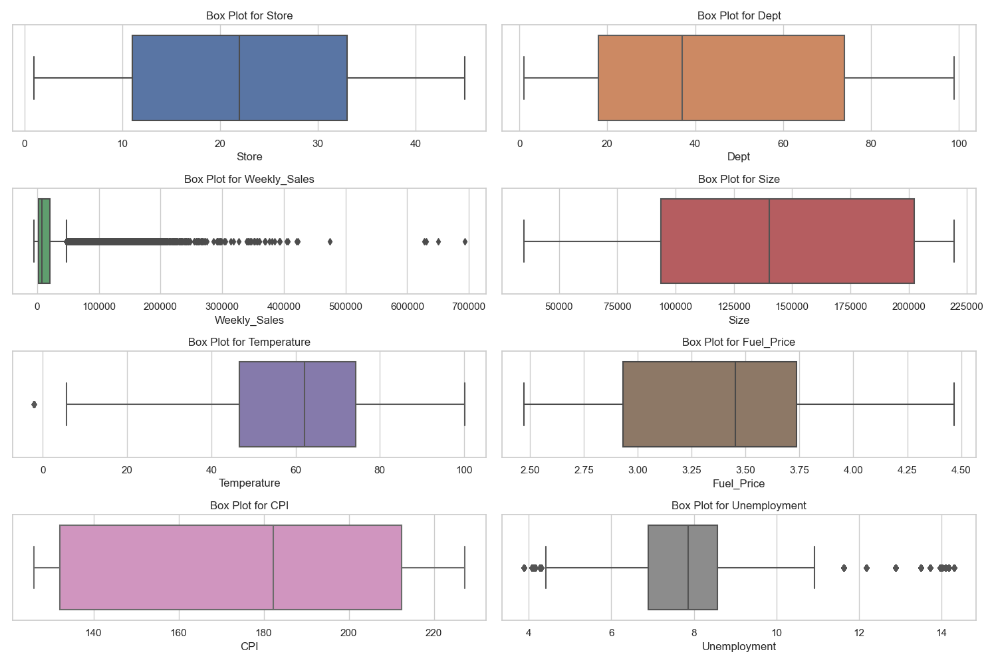 Box Plot for Store
0 10 20 30 40
Store
Box Plot for Dept
20 40 60 80 100
Dept
Box Plot for Weekly_Sales
0 100000 200000 300000 400000 500000 600000 700000
Weekly_Sales
Box Plot for Size
50000 75000 100000 125000 150000 175000 200000 225000
Size
Box Plot for Temperature
0 20 40 60 80 100
Temperature
Box Plot for Fuel_Price
2.50 2.75 3.00 3.25 3.50 3.75 4.00 4.25 4.50
Fuel_Price
Box Plot for CPI
140 160 180 200 220
CPI
Box Plot for Unemployment
4 6 8 10 12 14
Unemployment